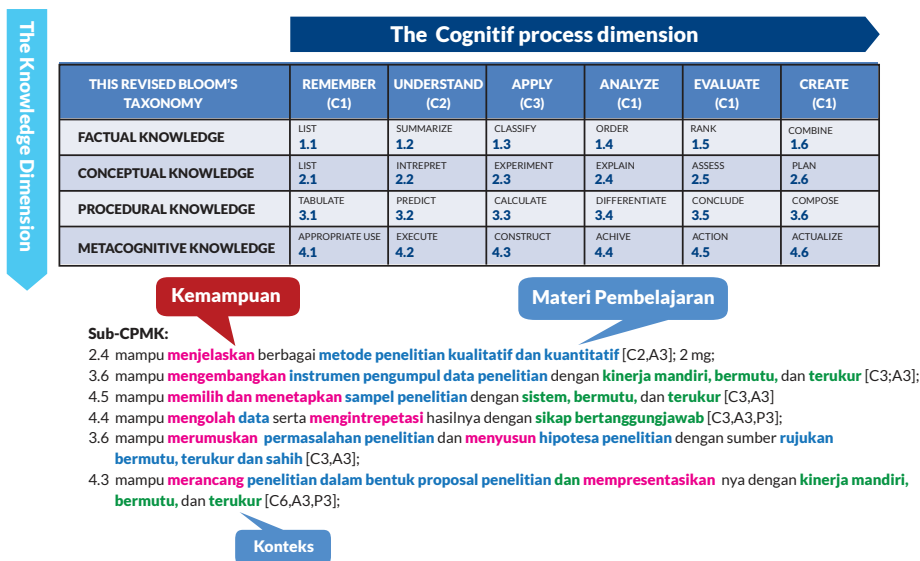 The Knowledge Dimension
The Cognitif process dimension
THIS REVISED BLOOM'S TAXONOMY REMEMBER (C1) UNDERSTAND (C2) APPLY (C3) ANALYZE (C1) EVALUATE (C1) CREATE (C1)
FACTUAL KNOWLEDGE LIST 1.1 SUMMARIZE 1.2 CLASSIFY 1.3 ORDER 1.4 RANK 1.5 COMBINE 1.6
CONCEPTUAL KNOWLEDGE LIST 2.1 INTREPRET 2.2 EXPERIMENT 2.3 EXPLAIN 2.4 ASSESS 2.5 PLAN 2.6
PROCEDURAL KNOWLEDGE TABULATE 3.1 PREDICT 3.2 CALCULATE 3.3 DIFFERENTIATE 3.4 CONCLUDE 3.5 COMPOSE 3.6
METACOGNITIVE KNOWLEDGE APPROPRIATE USE 4.1 EXECUTE 4.2 CONSTRUCT 4.3 ACHIVE 4.4 ACTION 4.5 ACTUALIZE 4.6
Kemampuan
Materi Pembelajaran
Sub-CPMK:
2.4 mampu menjelaskan berbagai metode penelitian kualitatif dan kuantitatif [C2,A3]; 2 mg;
3.6 mampu mengembangkan instrumen pengumpul data penelitian dengan kinerja mandiri, bermutu, dan terukur [C3;A3];
4.5 mampu memilih dan menetapkan sampel penelitian dengan sistem, bermutu, dan terukur [C3,A3]
4.4 mampu mengolah data serta mengintrepetasi hasilnya dengan sikap bertanggungjawab [C3,A3,P3];
3.6 mampu merumuskan permasalahan penelitian dan menyusun hipotesa penelitian dengan sumber rujukan
bermutu, terukur dan sahih [C3,A3];
4.3 mampu merancang penelitian dalam bentuk proposal penelitian dan mempresentasikan nya dengan kinerja mandiri,
bermutu, dan terukur [C6,A3,P3];
Konteks